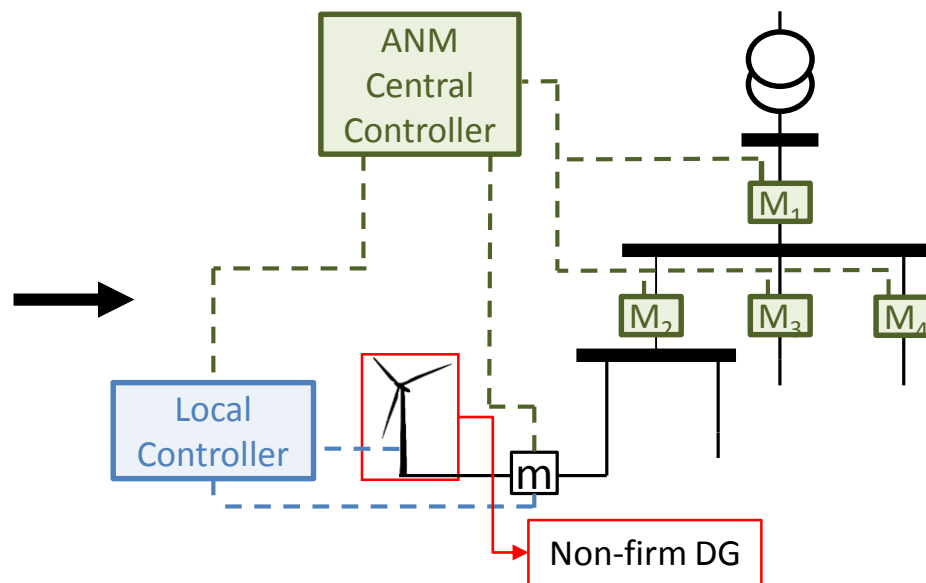 ANM
Central
Controller
M₁
M₂
M₃
M₄
Local
Controller
m
Non-firm DG